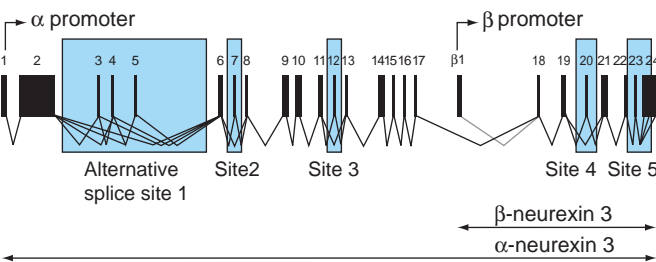 α promoter
β promoter
1 2 3 4 5 6 7 8 9 10 11 12 13 14 15 16 17 β1 18 19 20 21 22 23 24
Alternative
splice site 1
Site2
Site 3
Site 4
Site 5
β-neurexin 3
α-neurexin 3